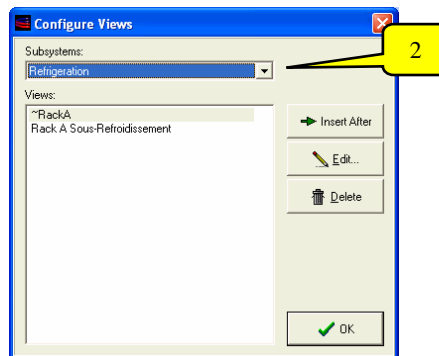 Configure Views
2
Subsystems:
Refrigeration
Views:
~RackA
Rack A Sous-Refroidissement
Insert After
Edit...
Delete
OK